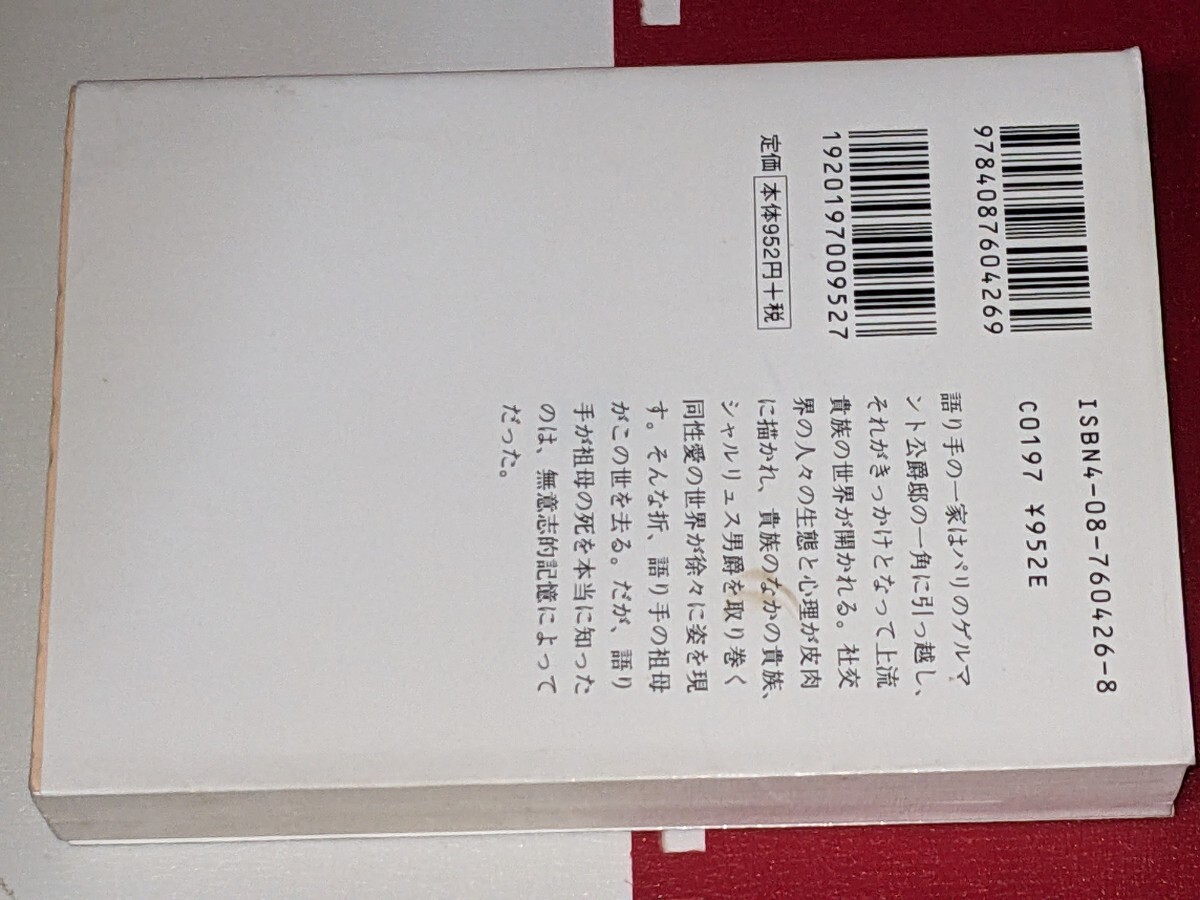 9784087604269
1920197009527
定価 本体952円+税
ISBN4-08-760426-8
C0197 ¥952E
語り手の一家はパリのゲルマ
ント公爵邸の一角に引っ越し、
それがきっかけとなって上流
貴族の世界が開かれる。社交
界の人々の生態と心理が皮肉
に描かれ、貴族のなかの貴族、
シャルリュス男爵を取り巻く
同性愛の世界が徐々に姿を現
す。そんな折、語り手の祖母
がこの世を去る。だが、語り
手が祖母の死を本当に知った
のは、無意志的記憶によって
だった。